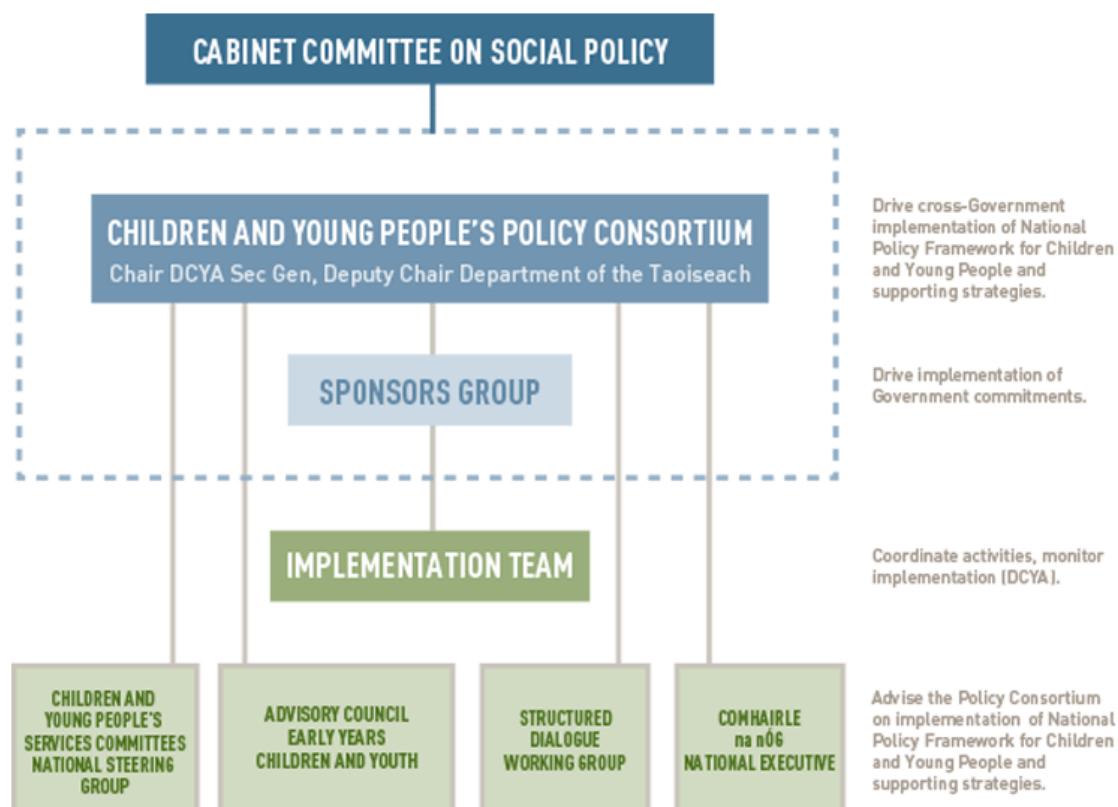 CABINET COMMITTEE ON SOCIAL POLICY
CHILDREN AND YOUNG PEOPLE'S POLICY CONSORTIUM
Chair DCYA Sec Gen, Deputy Chair Department of the Taoiseach
Drive cross-Government
implementation of National
Policy Framework for Children
and Young People and
supporting strategies.
SPONSORS GROUP
Drive implementation of
Government commitments.
IMPLEMENTATION TEAM
Coordinate activities, monitor
implementation (DCYA).
CHILDREN AND
YOUNG PEOPLE'S
SERVICES COMMITTEES
NATIONAL STEERING
GROUP
ADVISORY COUNCIL
EARLY YEARS
CHILDREN AND YOUTH
STRUCTURED
DIALOGUE
WORKING GROUP
COMHAIRLE
na nÓG
NATIONAL EXECUTIVE
Advise the Policy Consortium
on implementation of National
Policy Framework for Children
and Young People and
supporting strategies.